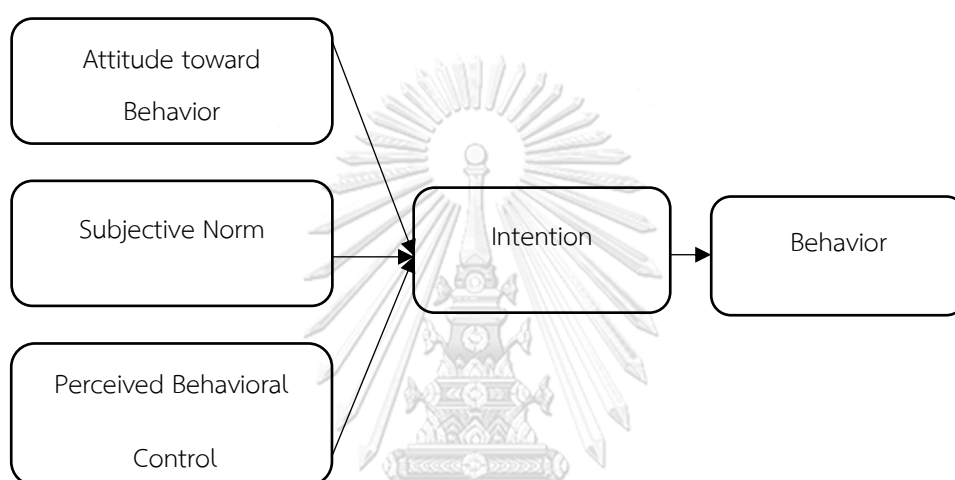 Attitude toward
Behavior
Subjective Norm
Intention
Behavior
Perceived Behavioral
Control